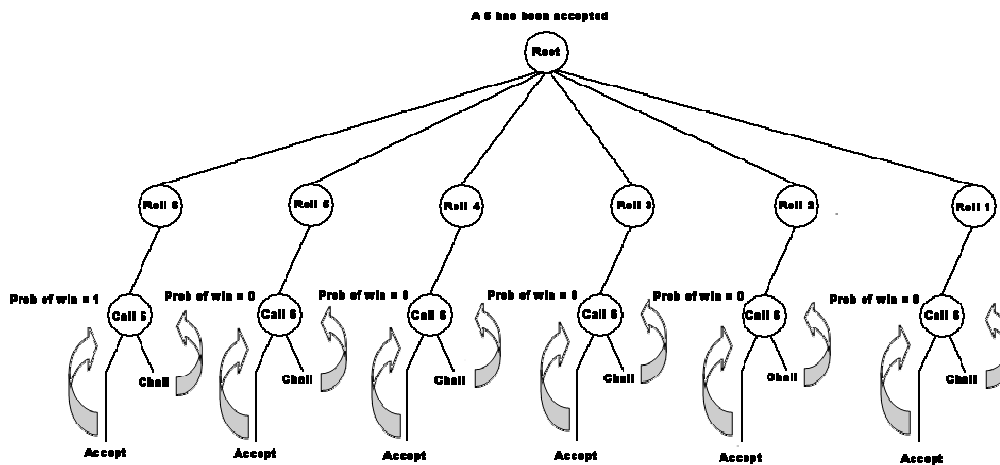 A 5 has been accepted
Root
Roll 6
Roll 5
Roll 4
Roll 3
Roll 2
Roll 1
Prob of win = 1
Prob of win = 0
Prob of win = 0
Prob of win = 0
Prob of win = 0
Prob of win = 0
Call 6
Call 6
Call 6
Call 6
Call 6
Call 6
Chall
Chall
Chall
Chall
Chall
Chall
Accept
Accept
Accept
Accept
Accept
Accept